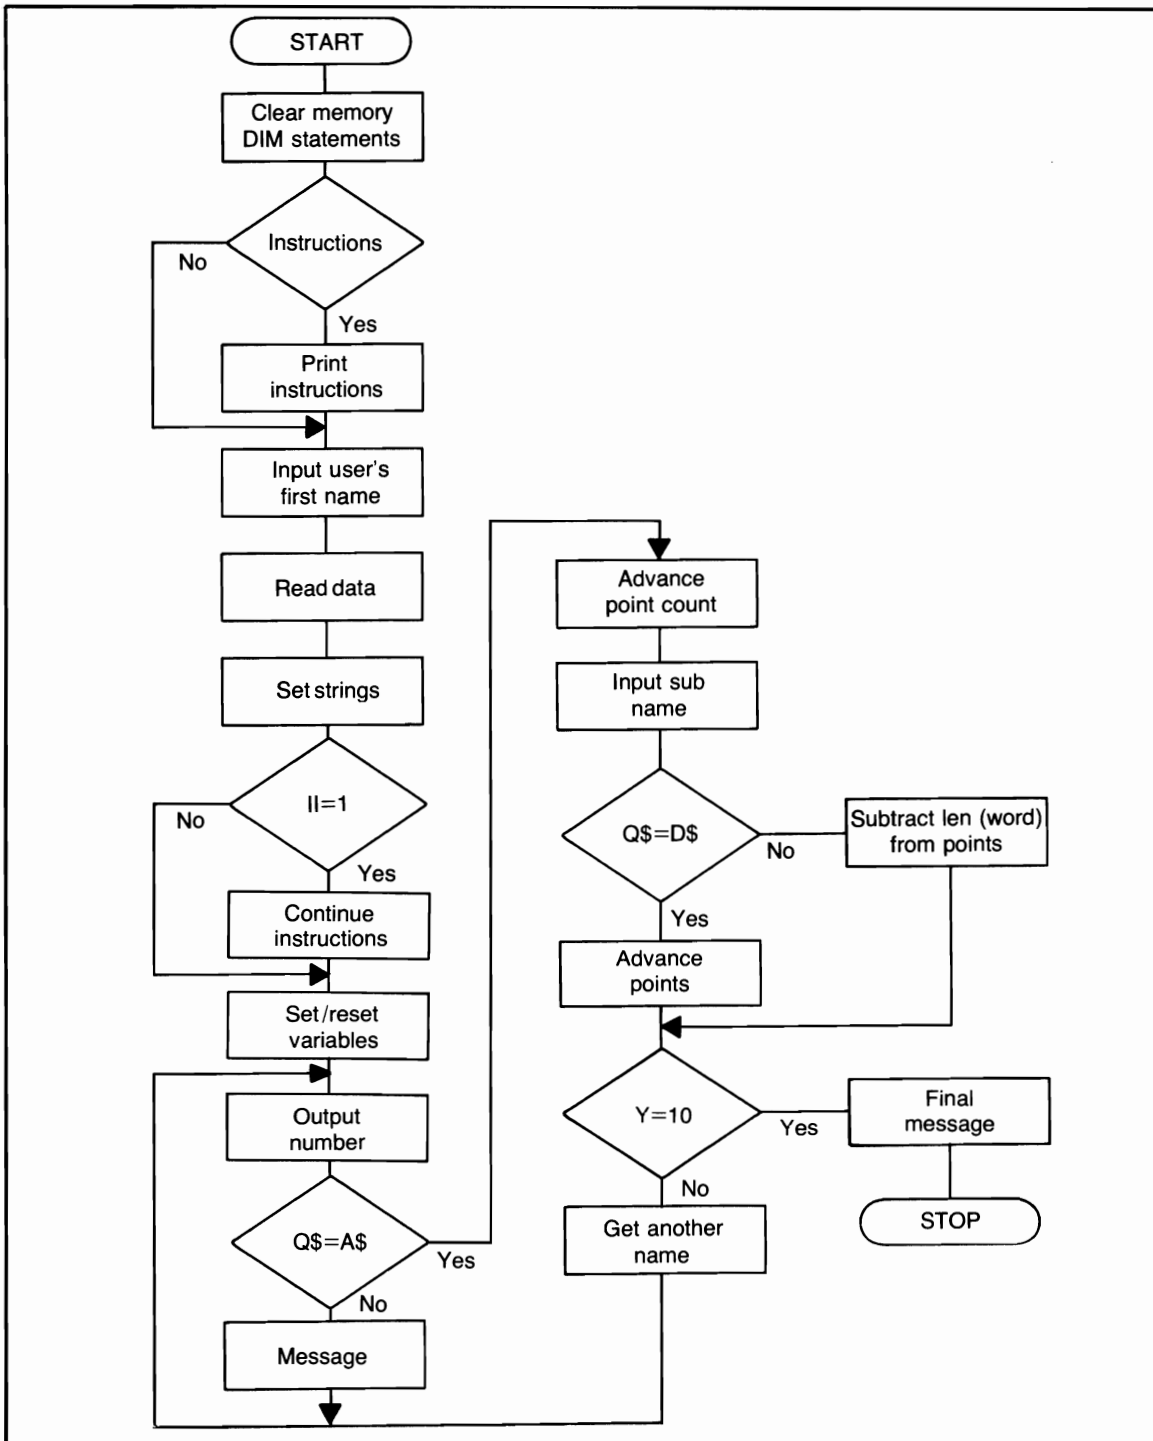 START
Clear memory
DIM statements
Instructions
No
Yes
Print
instructions
Input user's
first name
Read data
Set strings
II=1
No
Yes
Continue
instructions
Set/reset
variables
Output
number
Q$=A$
Yes
No
Message
Advance
point count
Input sub
name
Q$=D$
No
Subtract len (word)
from points
Yes
Advance
points
Y=10
Yes
Final
message
No
STOP
Get another
name